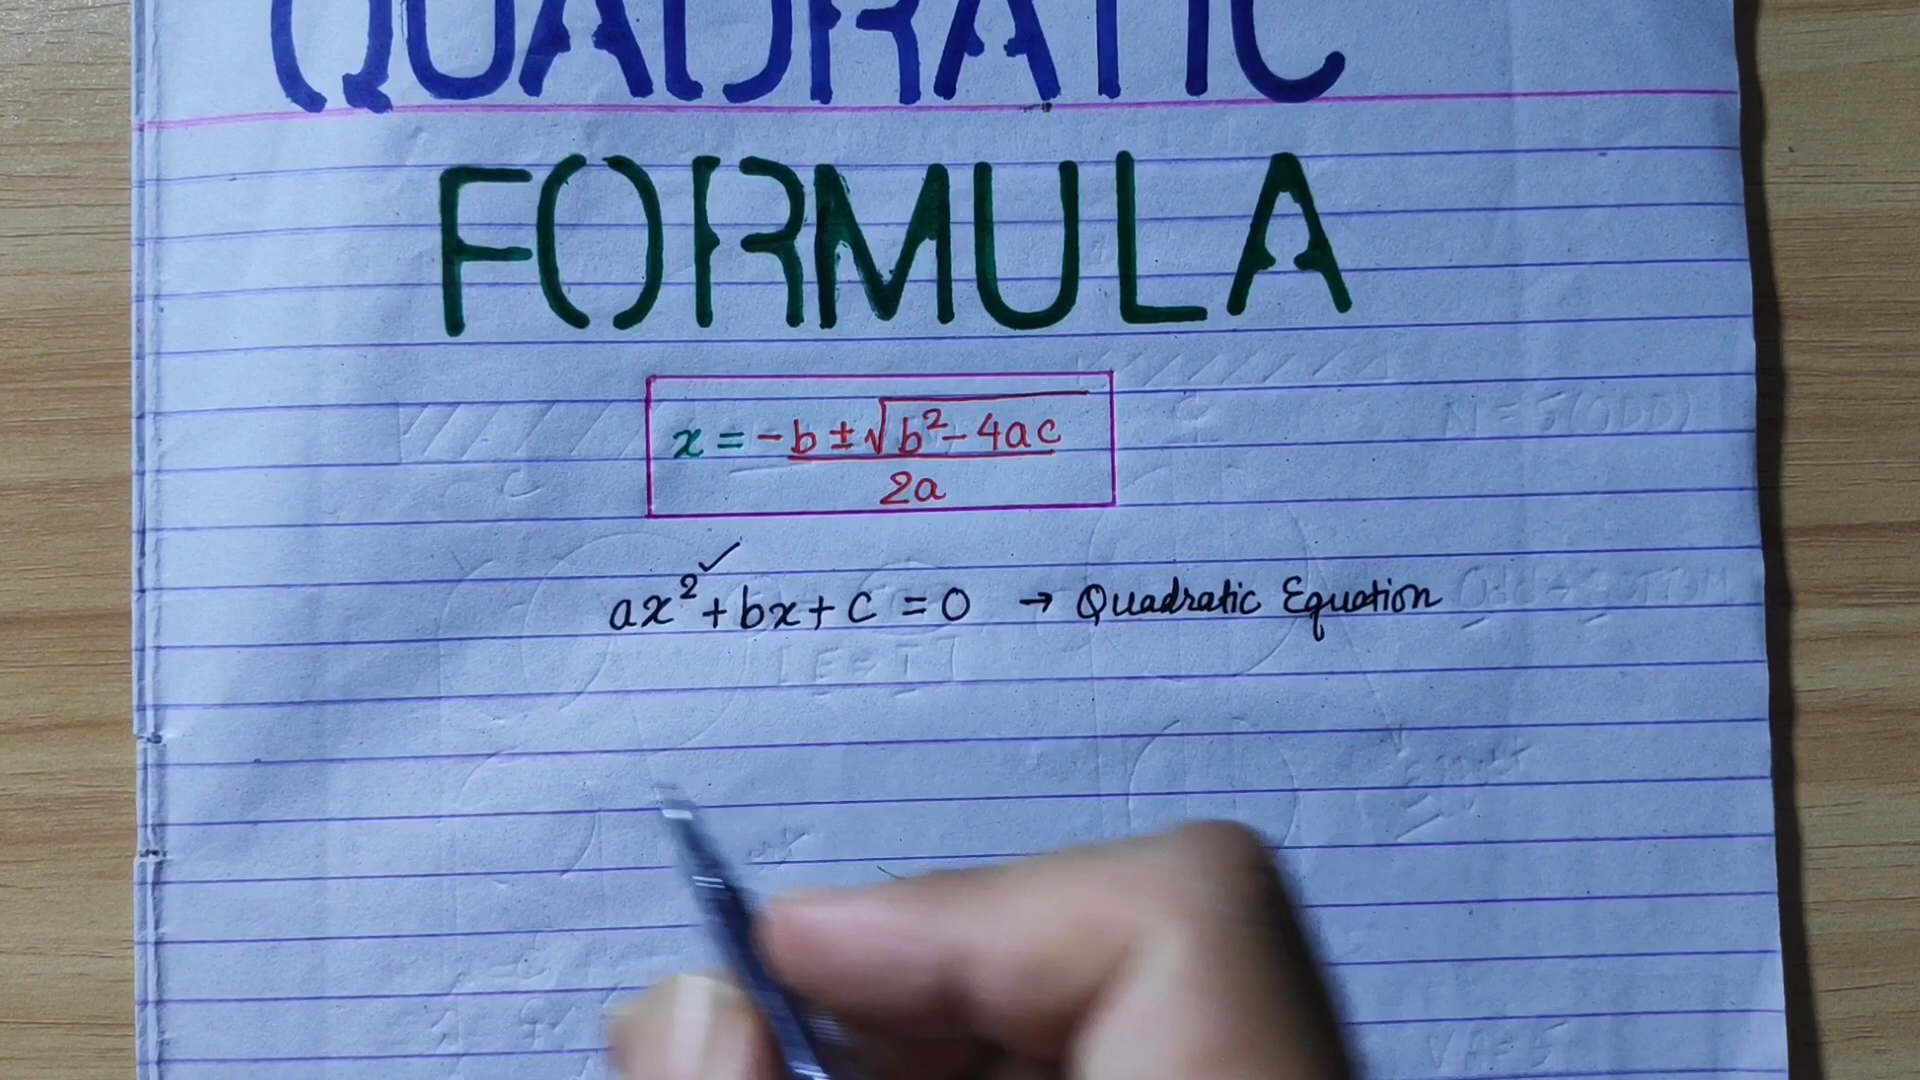 QUADRATIC
FORMULA
x = -b ± √b² - 4ac
2a
ax² + bx + c = 0 → Quadratic Equation